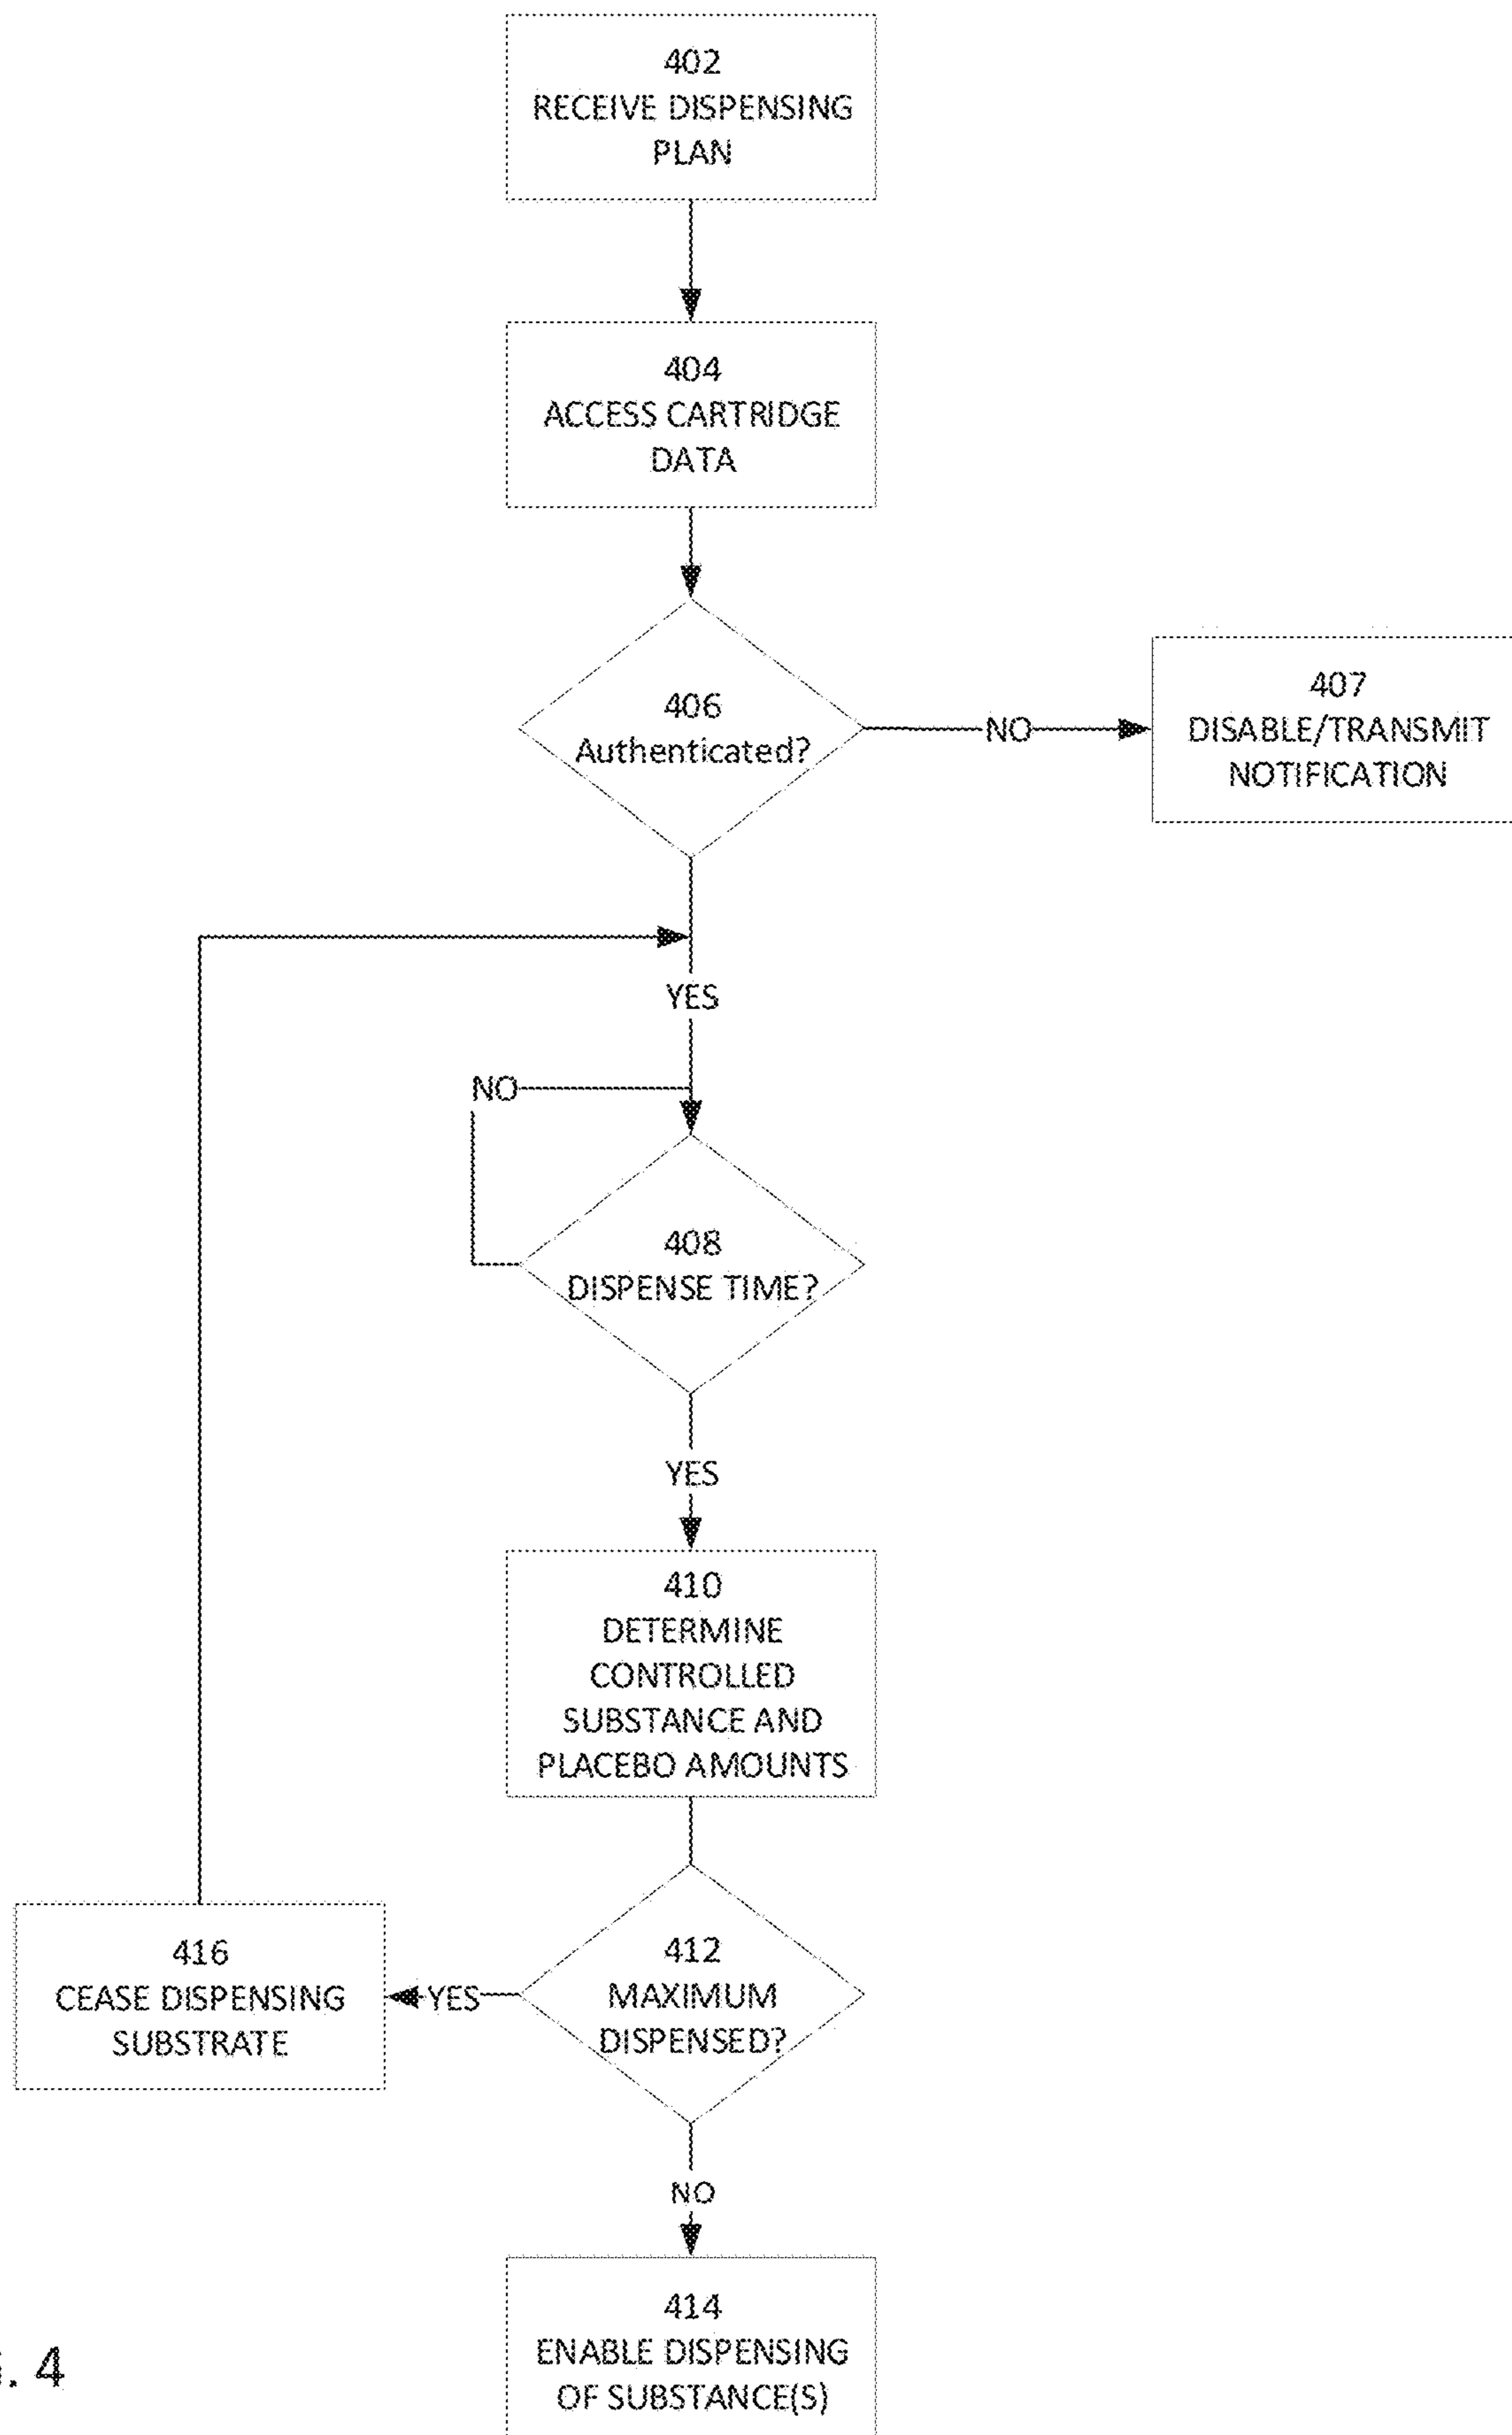 402
RECEIVE DISPENSING
PLAN
404
ACCESS CARTRIDGE
DATA
406
Authenticated?
NO
407
DISABLE/TRANSMIT
NOTIFICATION
YES
NO
408
DISPENSE TIME?
YES
410
DETERMINE
CONTROLLED
SUBSTANCE AND
PLACEBO AMOUNTS
416
CEASE DISPENSING
SUBSTRATE
YES
412
MAXIMUM
DISPENSED?
NO
414
ENABLE DISPENSING
OF SUBSTANCE(S)
. 4